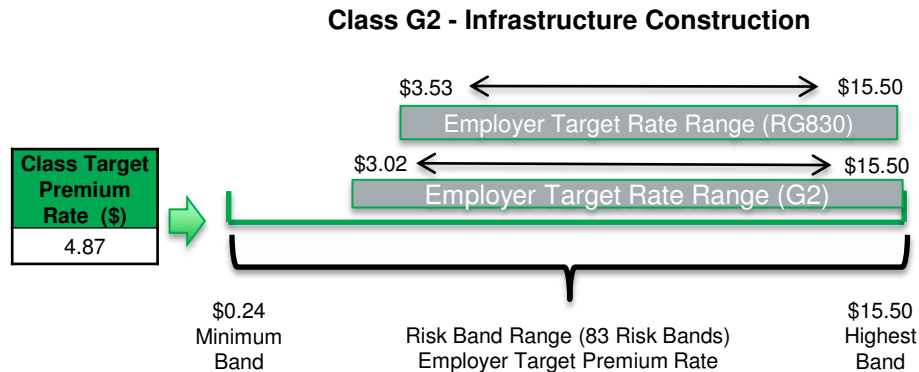 Class G2 - Infrastructure Construction
$3.53
$15.50
Employer Target Rate Range (RG830)
$3.02
$15.50
Employer Target Rate Range (G2)
Class Target
Premium
Rate ($)
4.87
$0.24
Minimum
Band
Risk Band Range (83 Risk Bands)
Employer Target Premium Rate
$15.50
Highest
Band